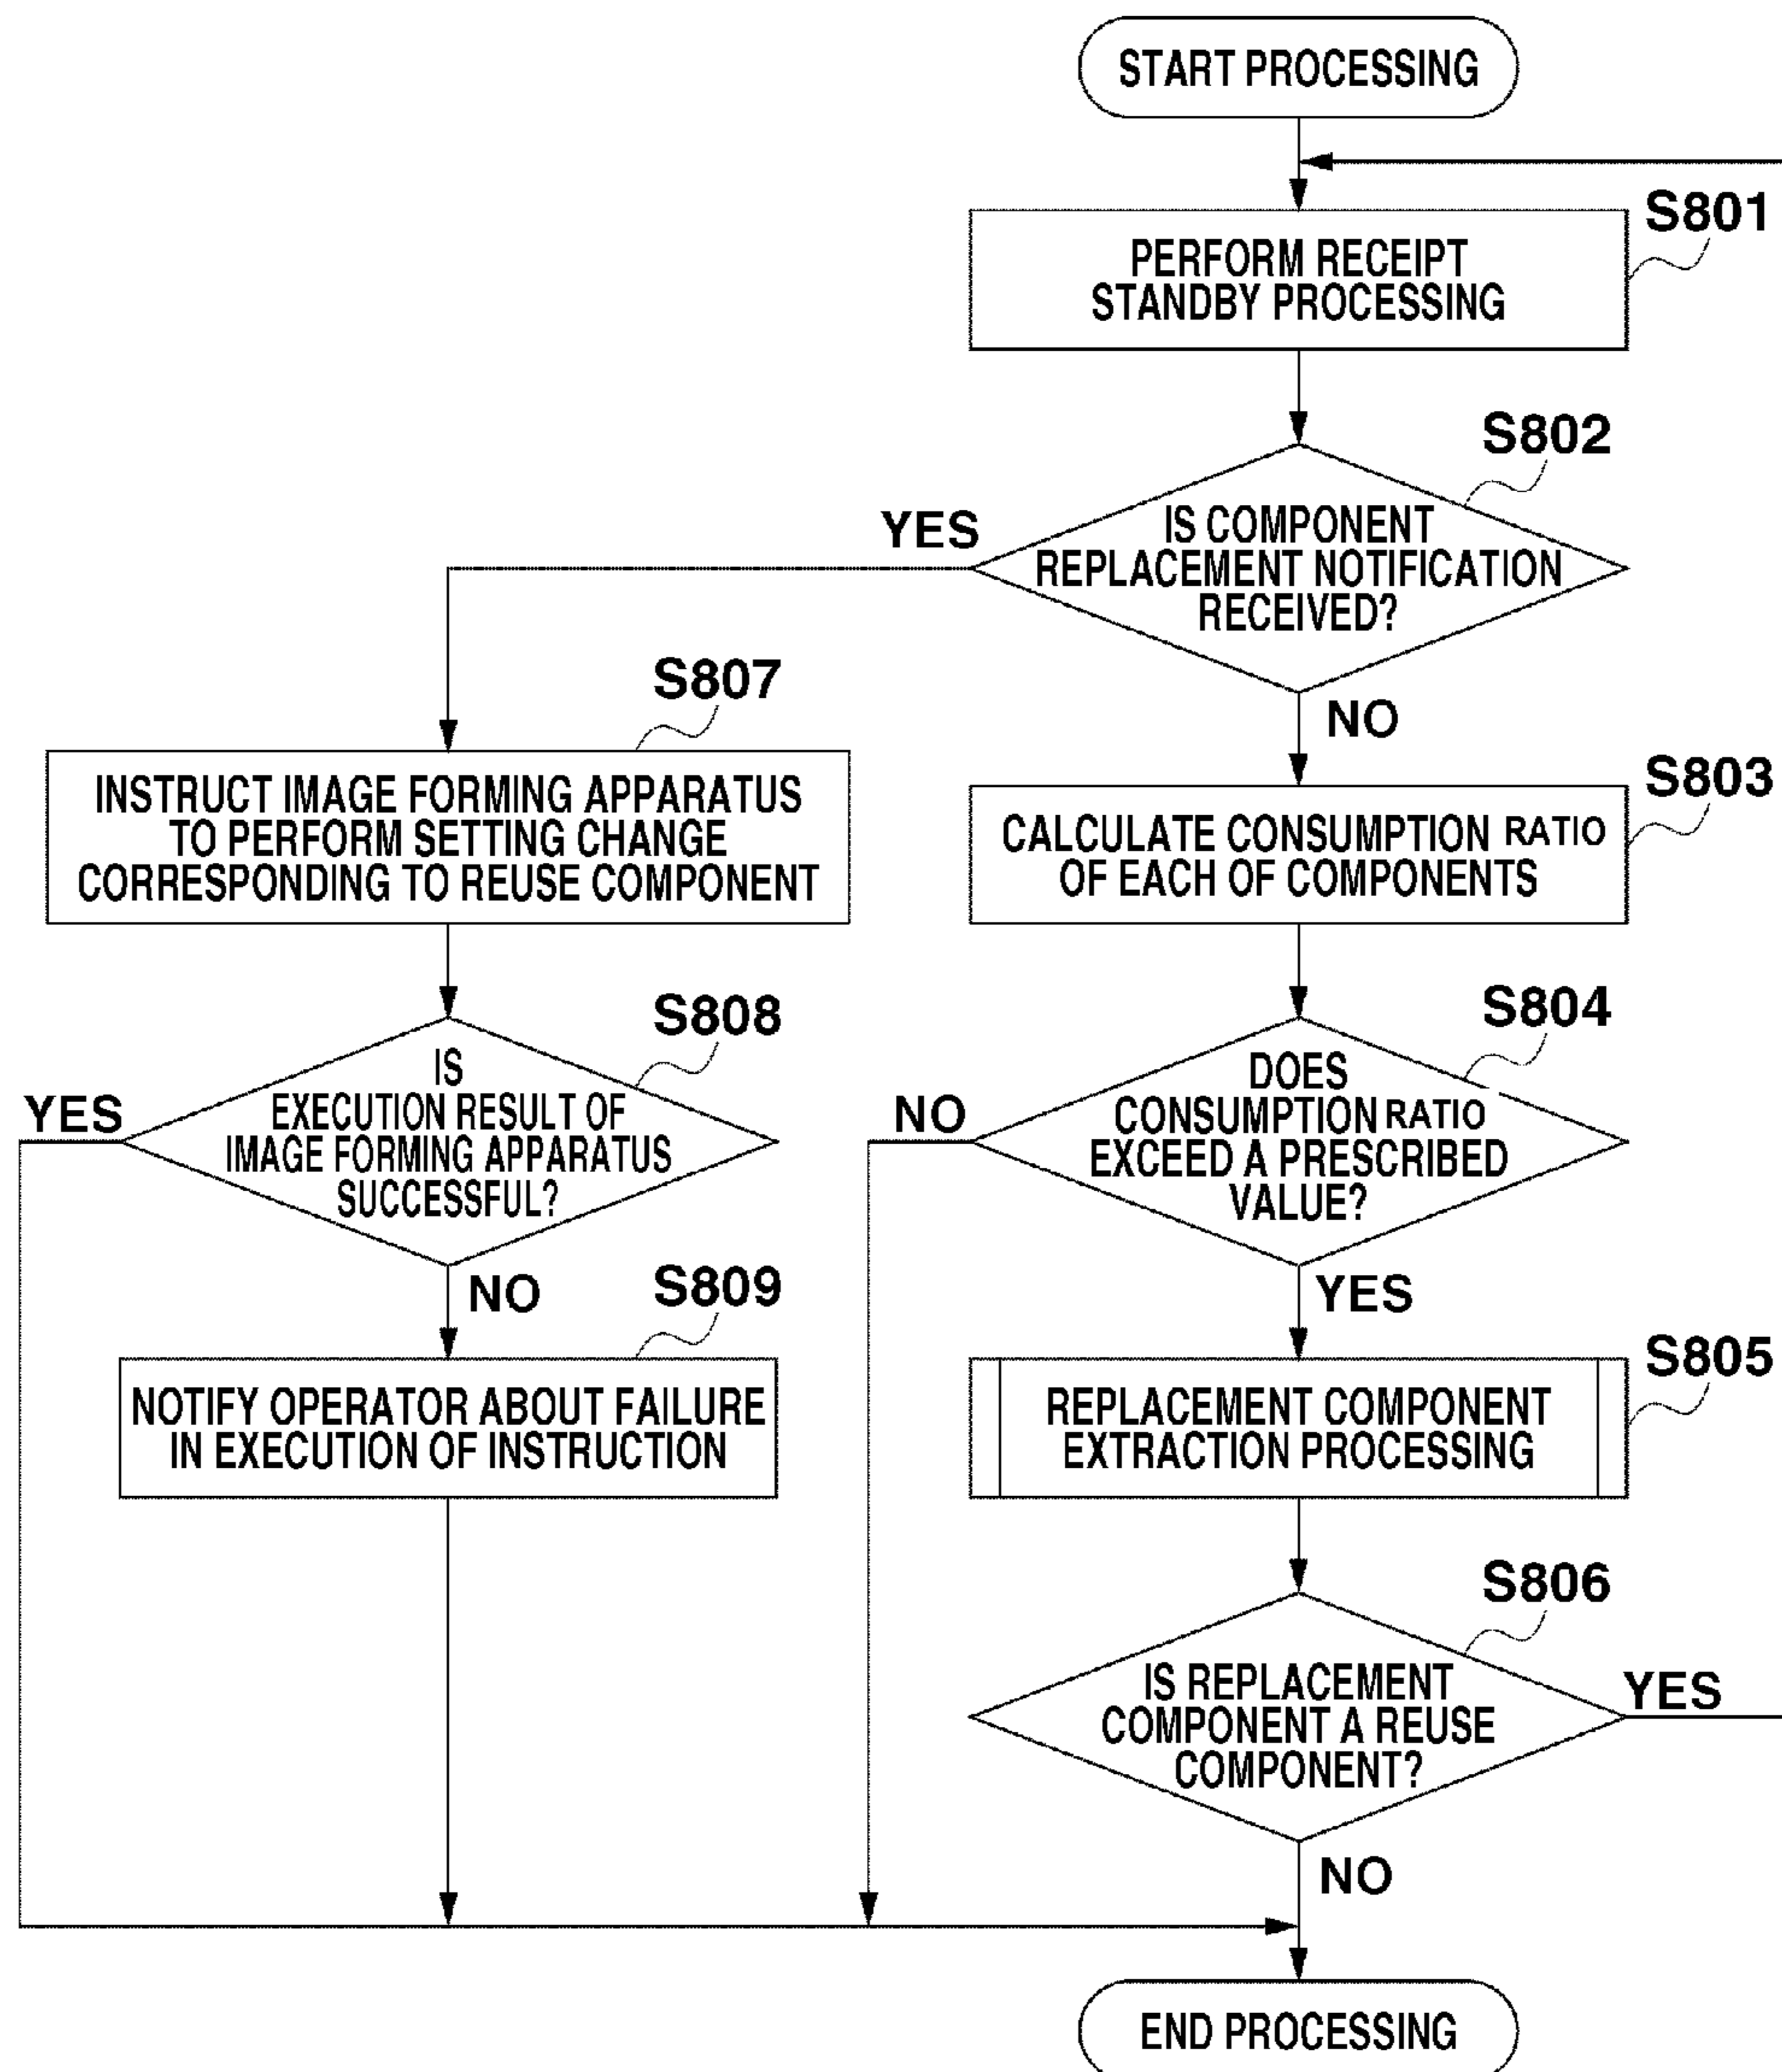 START PROCESSING
S801
PERFORM RECEIPT
STANDBY PROCESSING
S802
YES
IS COMPONENT
REPLACEMENT NOTIFICATION
RECEIVED?
NO
S807
INSTRUCT IMAGE FORMING APPARATUS
TO PERFORM SETTING CHANGE
CORRESPONDING TO REUSE COMPONENT
S803
CALCULATE CONSUMPTION RATIO
OF EACH OF COMPONENTS
S808
YES
IS
EXECUTION RESULT OF
IMAGE FORMING APPARATUS
SUCCESSFUL?
NO
S804
NO
DOES
CONSUMPTION RATIO
EXCEED A PRESCRIBED
VALUE?
YES
S809
NOTIFY OPERATOR ABOUT FAILURE
IN EXECUTION OF INSTRUCTION
S805
REPLACEMENT COMPONENT
EXTRACTION PROCESSING
S806
IS REPLACEMENT
COMPONENT A REUSE
COMPONENT?
YES
NO
END PROCESSING